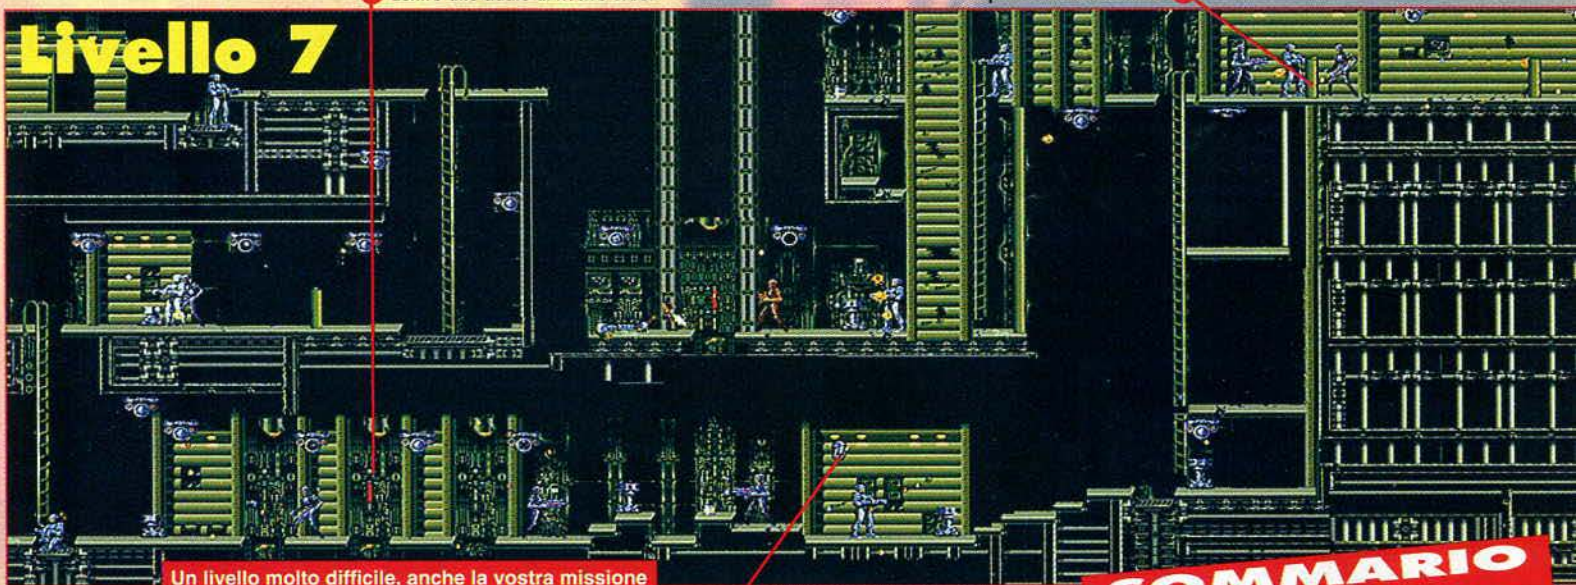 Livello 7
Un livello molto difficile, anche la vostra missione
SOMMARIO